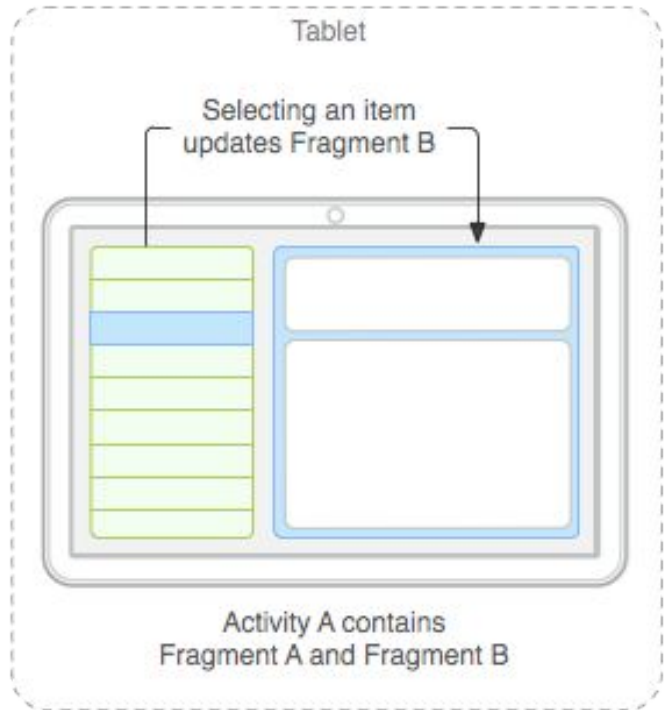 Tablet
Selecting an item
updates Fragment B
Activity A contains
Fragment A and Fragment B